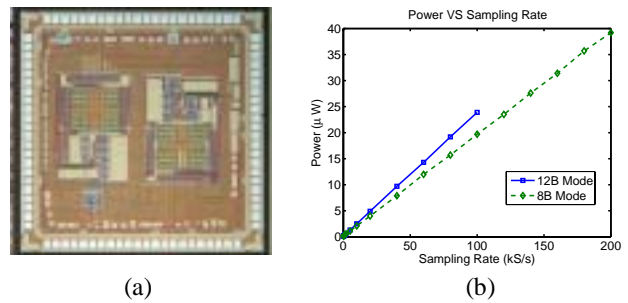 Power VS Sampling Rate
40
35
30
25
20
15
10
5
0
Power (μ W)
12B Mode
8B Mode
0 50 100 150 200
Sampling Rate (kS/s)
(a) (b)